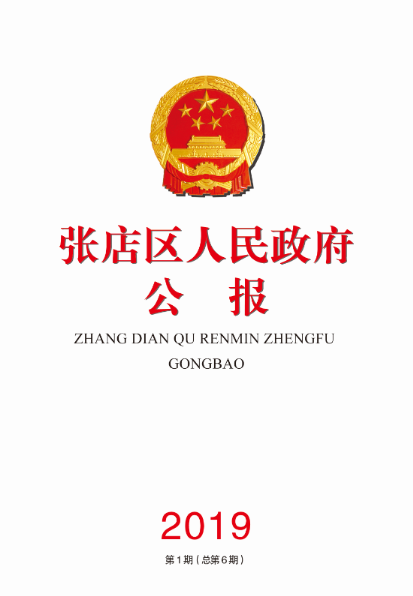 张店区人民政府
公 报
ZHANG DIAN QU RENMIN ZHENGFU
GONGBAO
2019
第1期(总第6期)